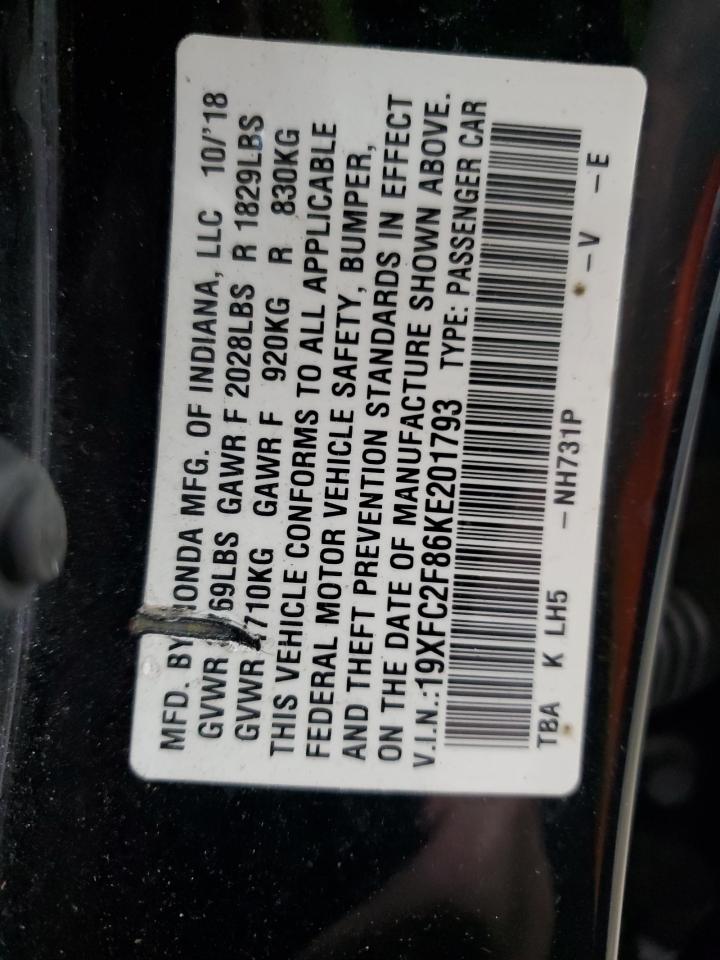 MFD. BY HONDA MFG. OF INDIANA, LLC 10/'18
GVWR 69LBS GAWR F 2028LBS R 1829LBS
GVWR 1710KG GAWR F 920KG R 830KG
THIS VEHICLE CONFORMS TO ALL APPLICABLE
FEDERAL MOTOR VEHICLE SAFETY, BUMPER,
AND THEFT PREVENTION STANDARDS IN EFFECT
ON THE DATE OF MANUFACTURE SHOWN ABOVE.
V.I.N.:19XFC2F86KE201793 TYPE: PASSENGER CAR
TBA K LH5 –NH731P –V –E